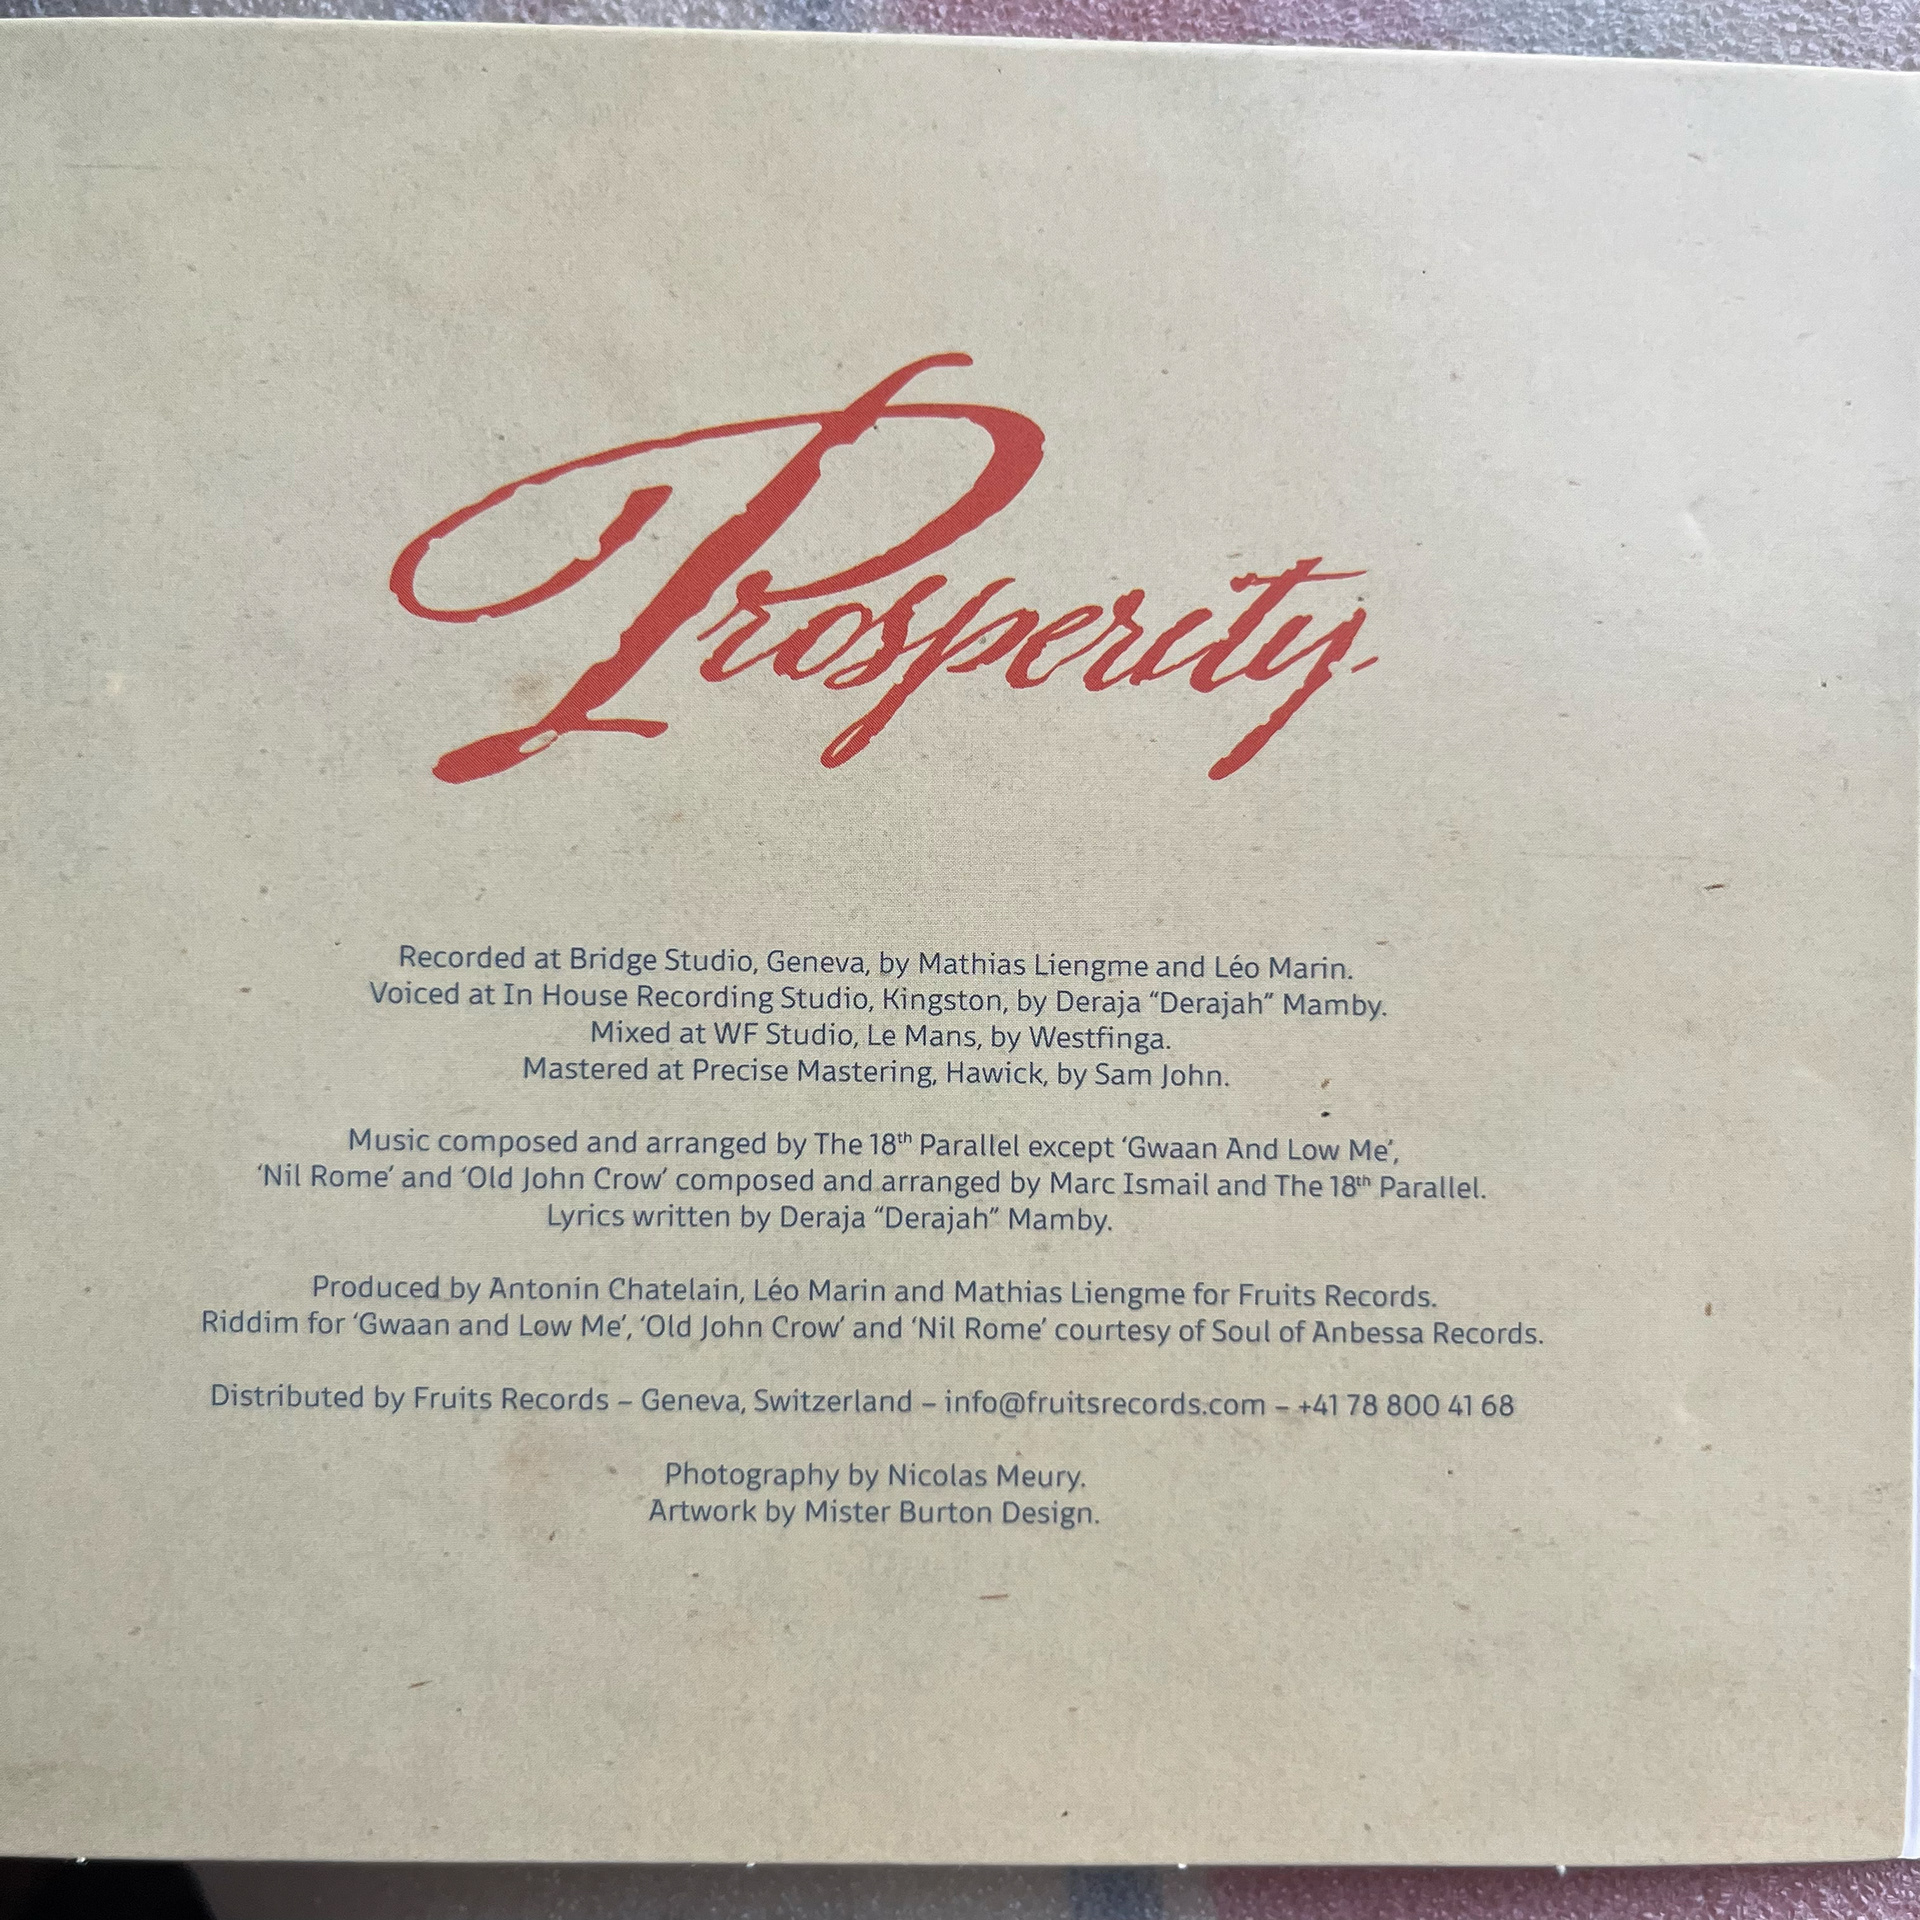 Prosperity
Recorded at Bridge Studio, Geneva, by Mathias Liengme and Léo Marin.
Voiced at In House Recording Studio, Kingston, by Deraja “Derajah” Mamby.
Mixed at WF Studio, Le Mans, by Westfinga.
Mastered at Precise Mastering, Hawick, by Sam John.
Music composed and arranged by The 18th Parallel except ‘Gwaan And Low Me’,
‘Nil Rome’ and ‘Old John Crow’ composed and arranged by Marc Ismail and The 18th Parallel.
Lyrics written by Deraja “Derajah” Mamby.
Produced by Antonin Chatelain, Léo Marin and Mathias Liengme for Fruits Records.
Riddim for ‘Gwaan and Low Me’, ‘Old John Crow’ and ‘Nil Rome’ courtesy of Soul of Anbessa Records.
Distributed by Fruits Records – Geneva, Switzerland – info@fruitsrecords.com – +41 78 800 41 68
Photography by Nicolas Meury.
Artwork by Mister Burton Design.